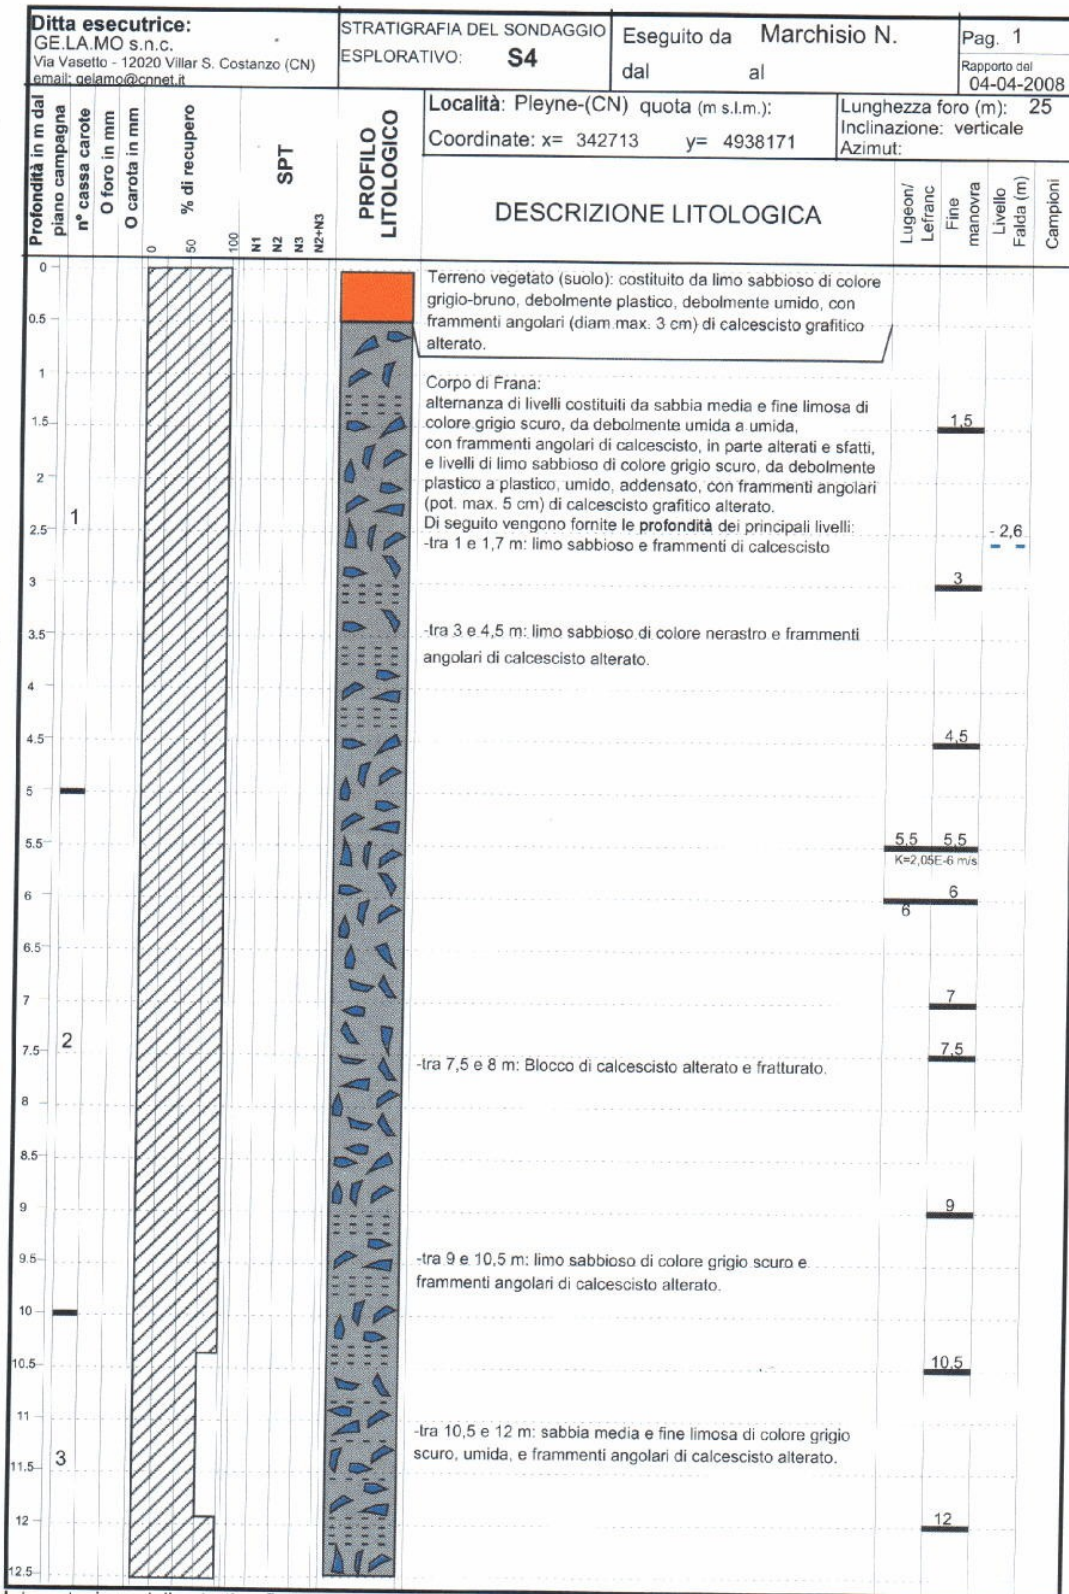 Ditta esecutrice:
GE.LA.MO s.n.c.
Via Vasetto - 12020 Villar S. Costanzo (CN)
email: gelamo@cnnet.it
STRATIGRAFIA DEL SONDAGGIO
ESPLORATIVO: S4
Eseguito da Marchisio N.
dal al
Pag. 1
Rapporto del
04-04-2008
Località: Pleyne-(CN) quota (m s.l.m.):
Coordinate: x= 342713 y= 4938171
Lunghezza foro (m): 25
Inclinazione: verticale
Azimut:
Profondità in m dal
piano campagna
n° cassa carote
O foro in mm
O carota in mm
% di recupero
0 50 100
SPT
N1 N2 N3 N2+N3
PROFILO
LITOLOGICO
DESCRIZIONE LITOLOGICA
Lugeon/
Lefranc
Fine
manovra
Livello
Falda (m)
Campioni
0
Terreno vegetato (suolo): costituito da limo sabbioso di colore
grigio-bruno, debolmente plastico, debolmente umido, con
0.5
frammenti angolari (diam.max. 3 cm) di calcescisto grafitico
alterato.
1
Corpo di Frana:
alternanza di livelli costituiti da sabbia media e fine limosa di
1.5
colore grigio scuro, da debolmente umida a umida,
1,5
con frammenti angolari di calcescisto, in parte alterati e sfatti,
e livelli di limo sabbioso di colore grigio scuro, da debolmente
2
plastico a plastico, umido, addensato, con frammenti angolari
(pot. max. 5 cm) di calcescisto grafitico alterato.
1
Di seguito vengono fornite le profondità dei principali livelli:
2.5
- 2,6
-tra 1 e 1,7 m: limo sabbioso e frammenti di calcescisto
3
3
3.5
-tra 3 e 4,5 m: limo sabbioso di colore nerastro e frammenti
angolari di calcescisto alterato.
4
4.5
4,5
5
5.5
5,5 5,5
K=2,05E-6 m/s
6
6
6
6.5
7
7
2
7.5
7,5
-tra 7,5 e 8 m: Blocco di calcescisto alterato e fratturato.
8
8.5
9
9
9.5
-tra 9 e 10,5 m: limo sabbioso di colore grigio scuro e
frammenti angolari di calcescisto alterato.
10
10.5
10,5
11
-tra 10,5 e 12 m: sabbia media e fine limosa di colore grigio
scuro, umida, e frammenti angolari di calcescisto alterato.
3
11.5
12
12
12.5